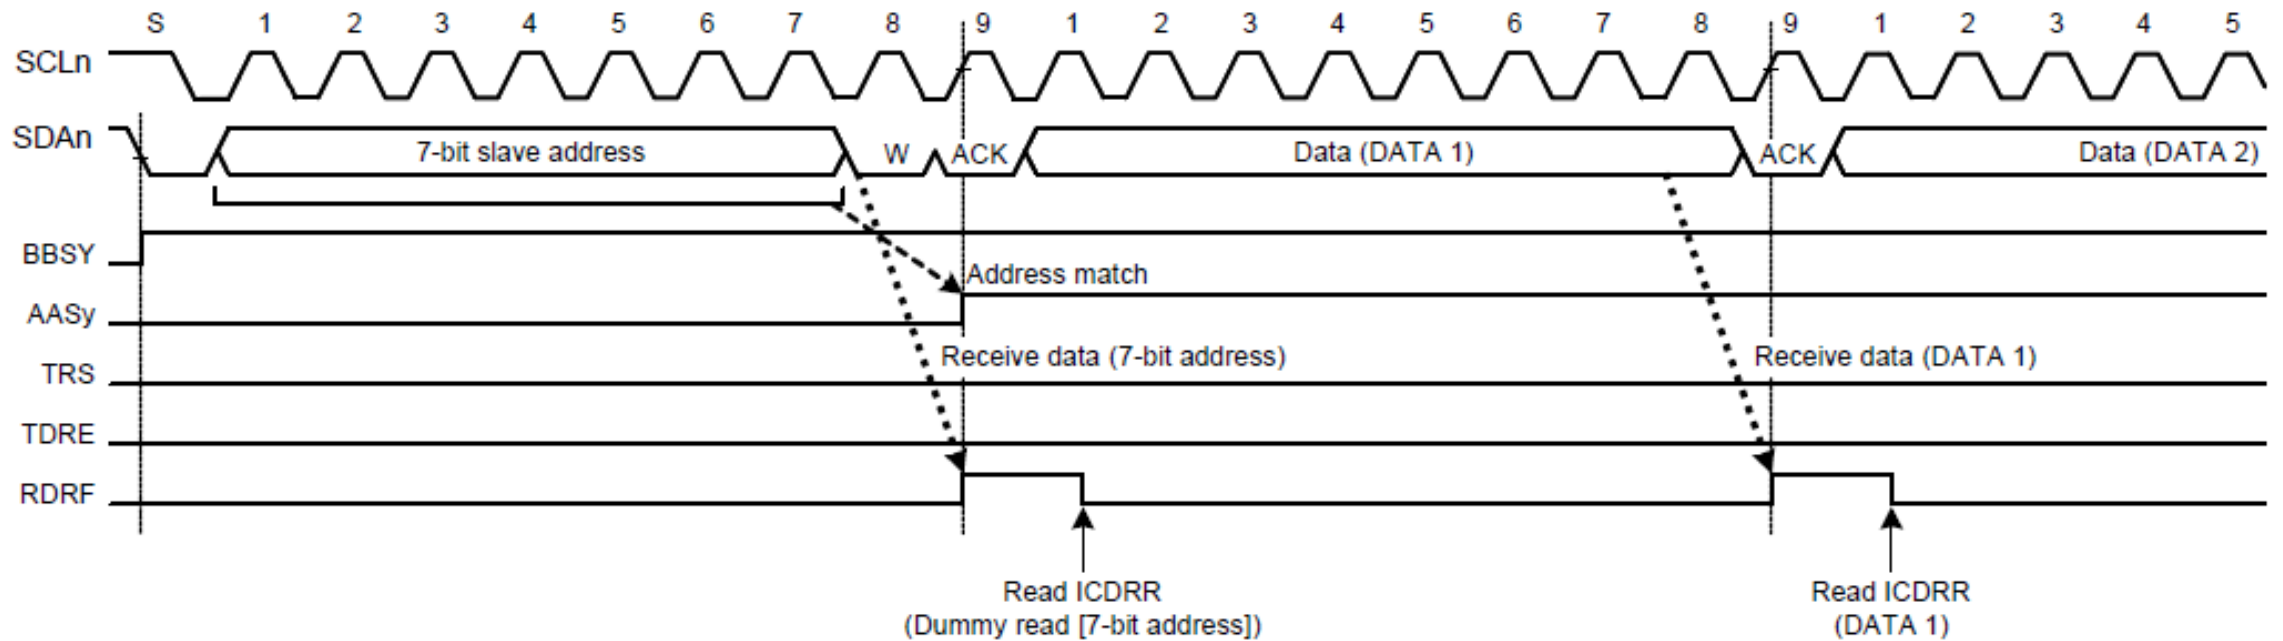 S 1 2 3 4 5 6 7 8 9 1 2 3 4 5 6 7 8 9 1 2 3 4 5
SCLn
SDAn 7-bit slave address W ACK Data (DATA 1) ACK Data (DATA 2)
BBSY
Address match
AASy
Receive data (7-bit address) Receive data (DATA 1)
TRS
TDRE
RDRF
Read ICDRR Read ICDRR
(Dummy read [7-bit address]) (DATA 1)